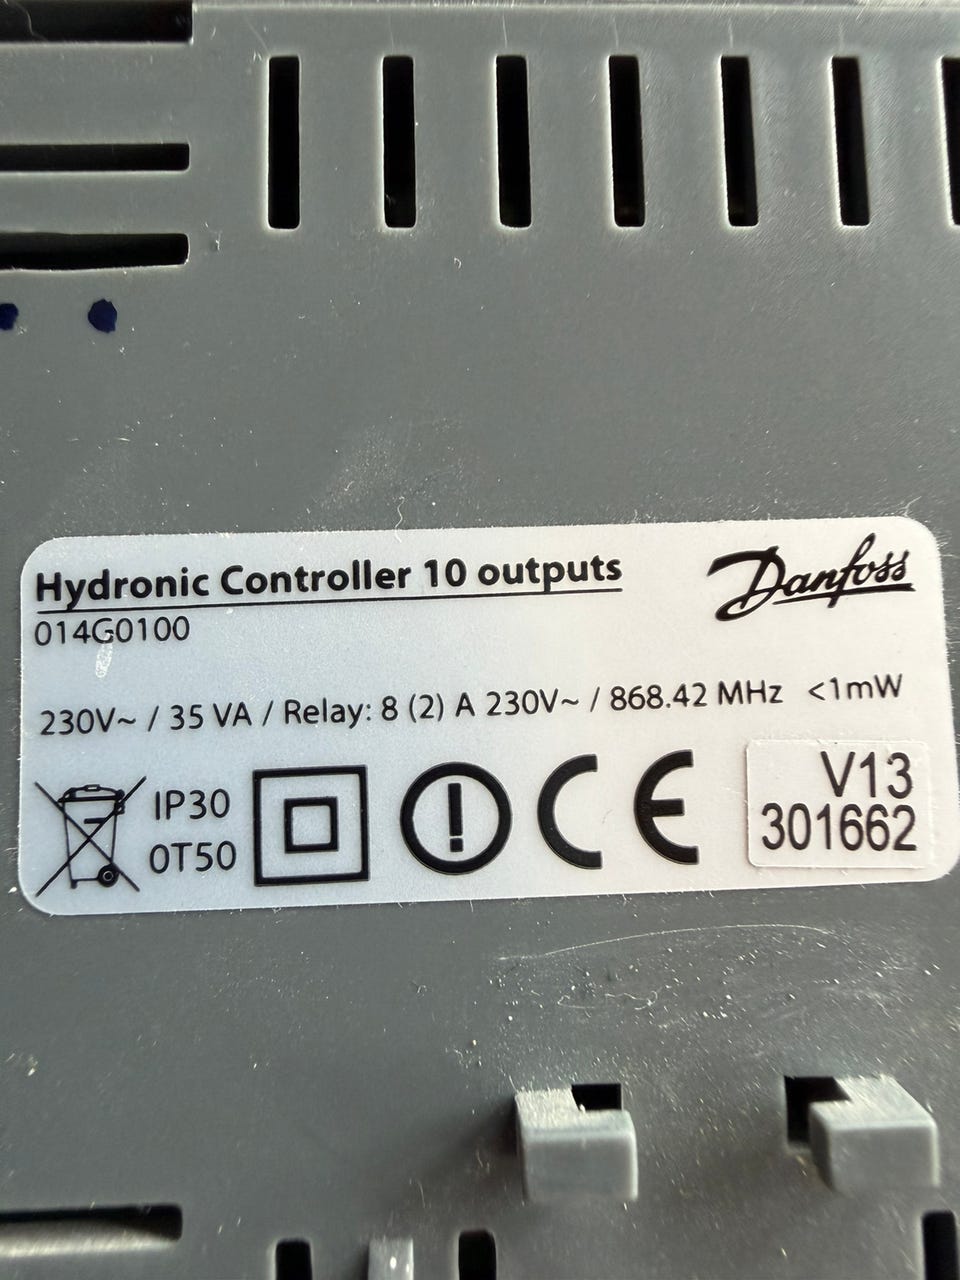 Hydronic Controller 10 outputs
Danfoss
014G0100
230V~ / 35 VA / Relay: 8 (2) A 230V~ / 868.42 MHz <1mW
IP30
0T50
CE
V13
301662